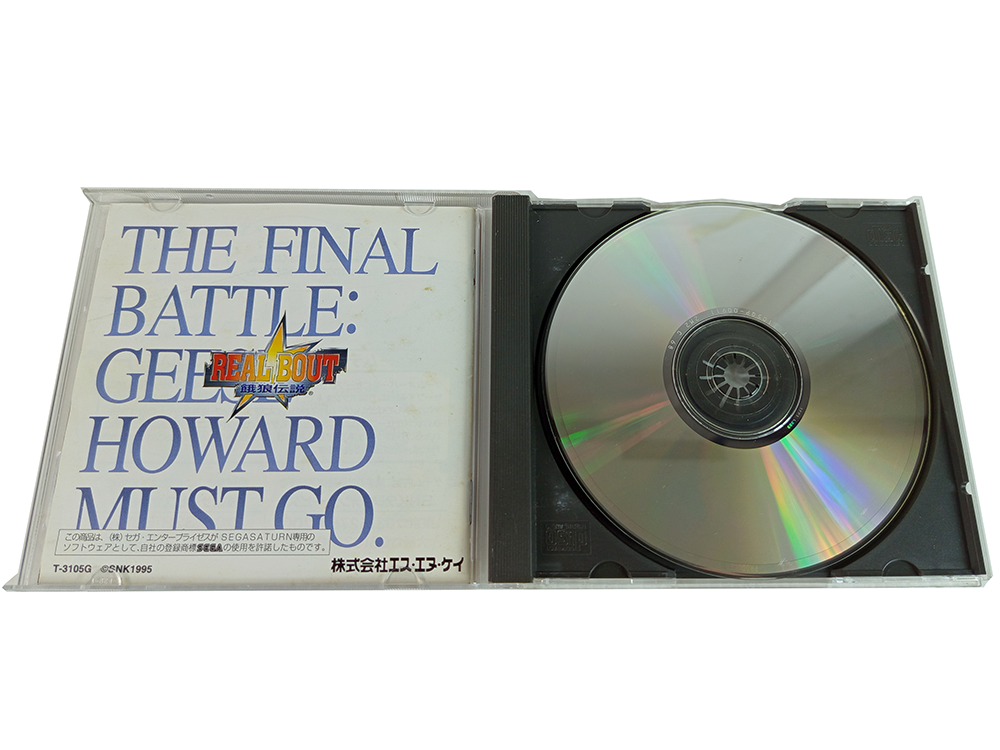 THE FINAL
BATTLE:
GEESE
REAL BOUT
餓狼伝説®
HOWARD
MUST GO.
この商品は、(株)セガ・エンタープライゼスがSEGASATURN専用の
ソフトウェアとして、自社の登録商標SEGAの使用を許諾したものです。
T-3105G ©SNK1995
株式会社エス・エヌ・ケイ